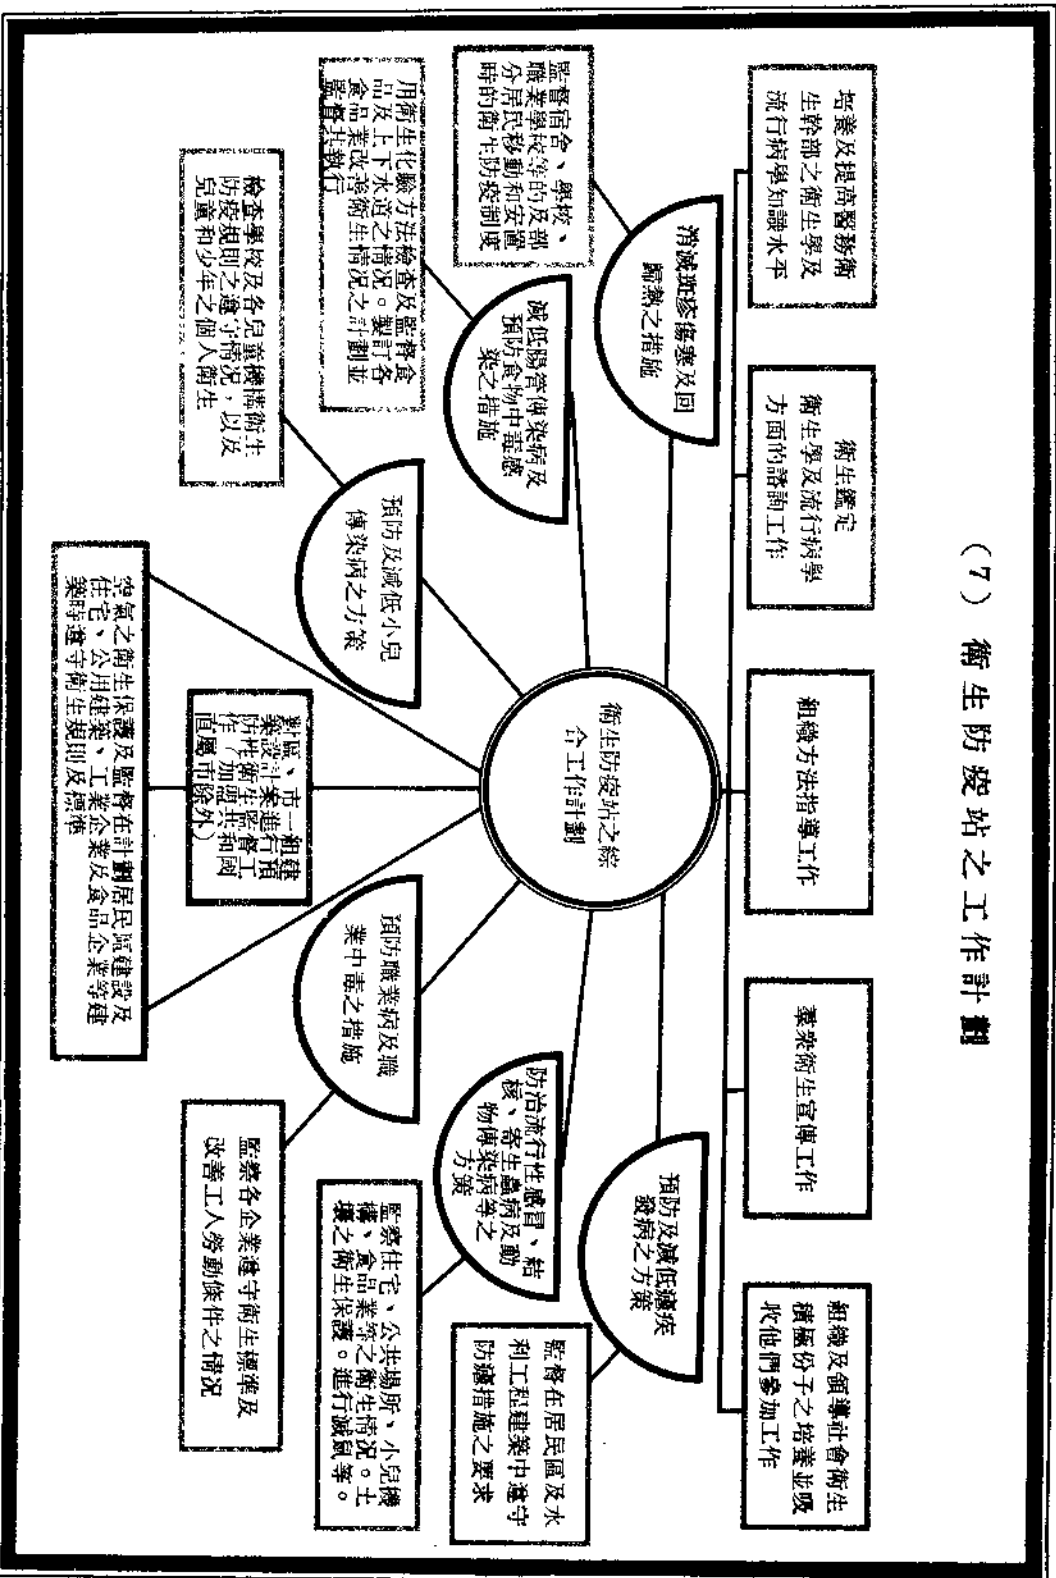 (7) 衛生防疫站之工作計劃
培養及提高醫務衛
生幹部之衛生學及
流行病學知識水平
衛生鑑定
衛生學及流行病學
方面的諮詢工作
組織方法指導工作
羣衆衛生宣傳工作
組織及領導社會衛生
積極份子之培養並吸
收他們參加工作
消滅斑疹傷寒及回
歸熱之措施
監督宿舍、學校、
職業學校等的及部
分居民移動和安置
時的衛生防疫制度
減低腸管傳染病及
預防食物中毒感
染之措施
用衛生化驗方法檢查及監督食
品及上下水道之情況。製訂各
食品業改善衛生情況之計劃並
監督其執行
預防及減低小兒
傳染病之方策
檢查學校及各兒童機構衛生
防疫規則之遵守情況,以及
兒童和少年之個人衛生
衛生防疫站之綜
合工作計劃
對區、市一組建
築設計案進行預
防性衛生監督工
作(加盟共和國
直屬市除外)
空氣之衛生保護及監督在計劃居民區建設及
住宅、公用建築、工業企業及食品企業等建
築時遵守衛生規則及標準
預防職業病及職
業中毒之措施
監察各企業遵守衛生標準及
改善工人勞動條件之情況
防治流行性感冒、結
核、寄生蟲病及動
物傳染病等之
方策
監察住宅、公共場所、小兒機
構、食品業等之衛生情況。土
壤之衛生保護。進行滅鼠等。
預防及減低瘧疾
發病之方策
監督在居民區及水
利工程建築中遵守
防瘧措施之要求